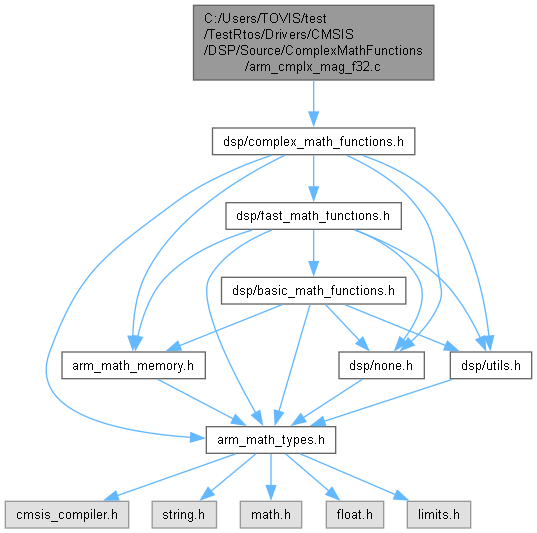 C:/Users/TOVIS/test
/TestRtos/Drivers/CMSIS
/DSP/Source/ComplexMathFunctions
/arm_cmplx_mag_f32.c
dsp/complex_math_functions.h
dsp/fast_math_functions.h
dsp/basic_math_functions.h
arm_math_memory.h
dsp/none.h
dsp/utils.h
arm_math_types.h
cmsis_compiler.h
string.h
math.h
float.h
limits.h